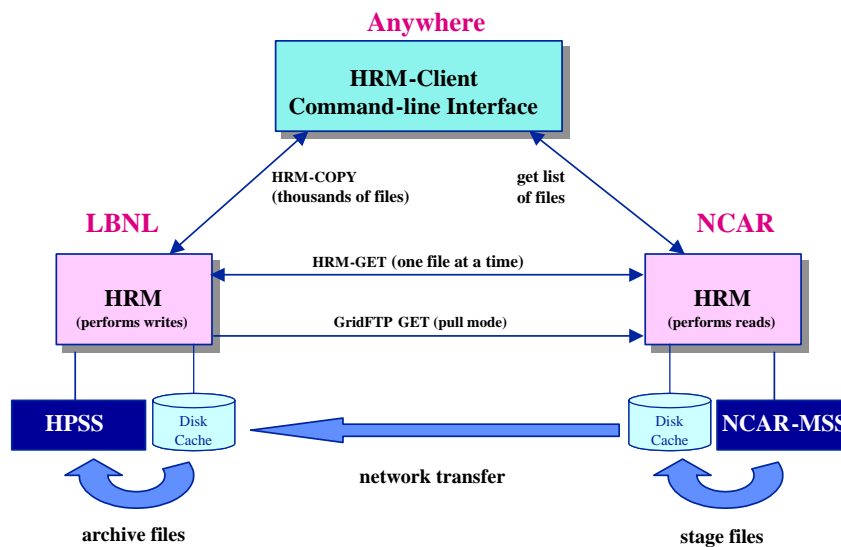 Anywhere
HRM-Client
Command-line Interface
HRM-COPY
(thousands of files)
get list
of files
LBNL
NCAR
HRM-GET (one file at a time)
HRM
(performs writes)
HRM
(performs reads)
GridFTP GET (pull mode)
HPSS
Disk
Cache
Disk
Cache
NCAR-MSS
network transfer
archive files
stage files